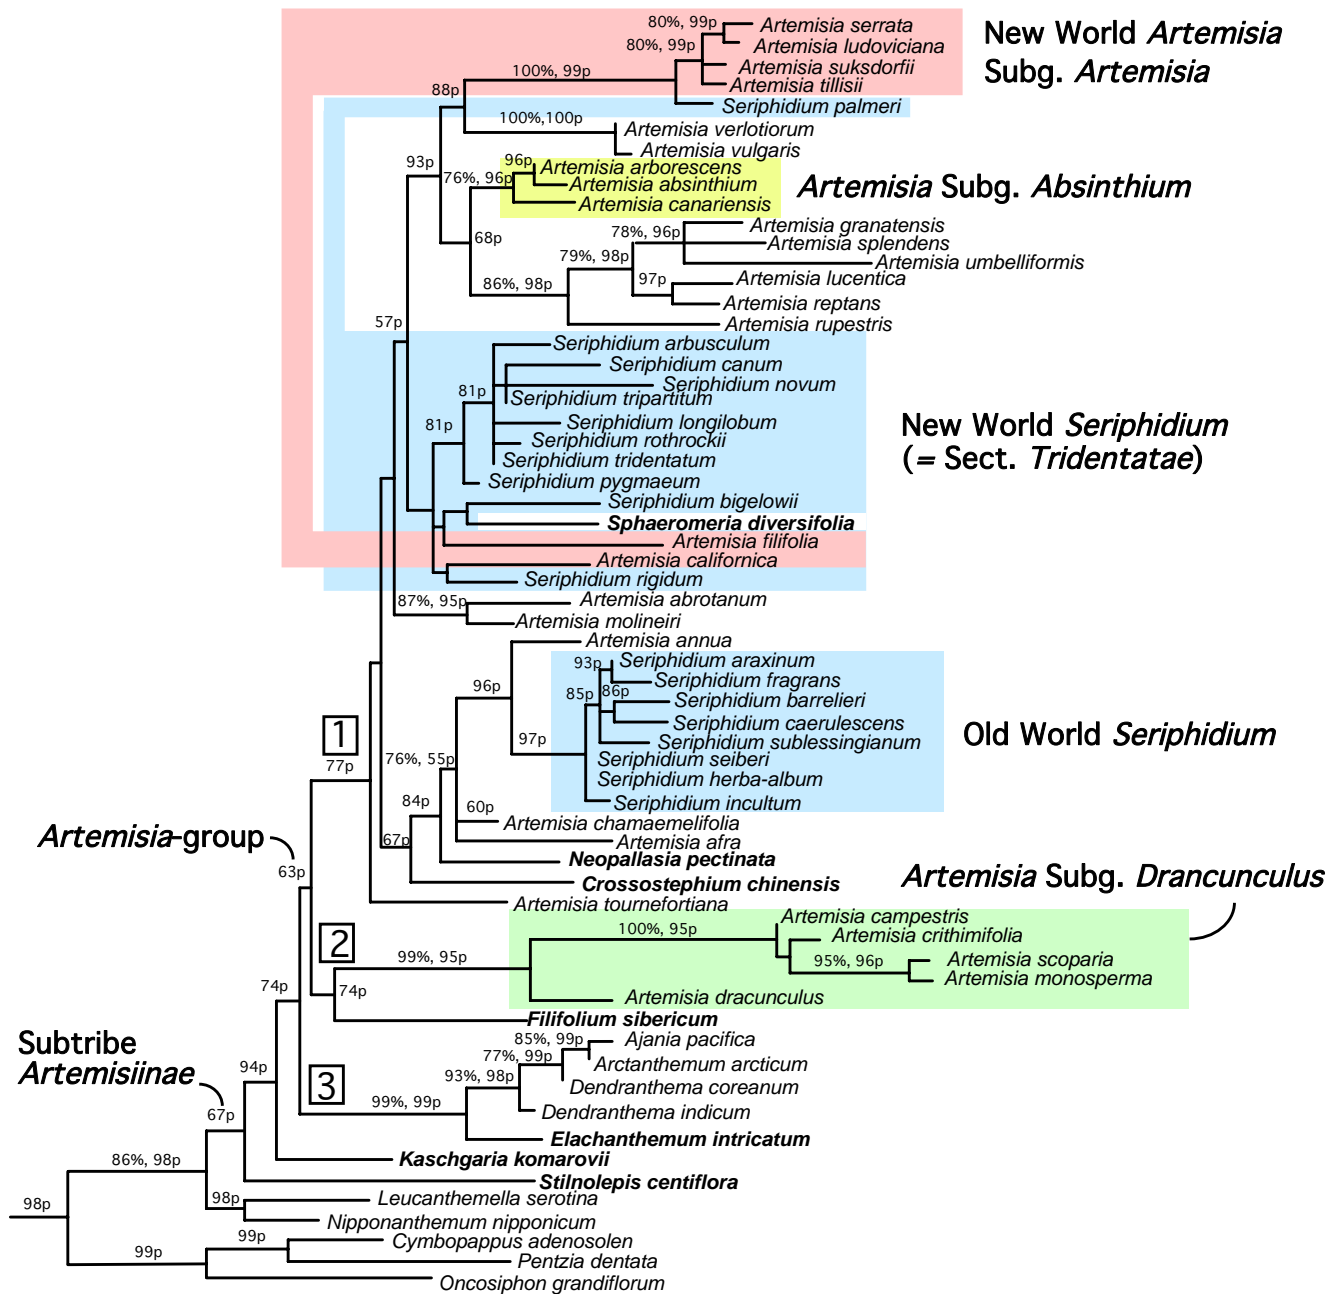 80%, 99p
Artemisia serrata
New World Artemisia
Subg. Artemisia
80%, 99p
Artemisia ludoviciana
100%, 99p
Artemisia suksdorfii
88p
Artemisia tillisii
Seriphidium palmeri
100%,100p
Artemisia verlotiorum
Artemisia vulgaris
93p
96p
Artemisia arborescens
76%, 96p
Artemisia absinthium
Artemisia Subg. Absinthium
Artemisia canariensis
68p
Artemisia granatensis
78%, 96p
Artemisia splendens
79%, 98p
Artemisia umbelliformis
86%, 98p
97p
Artemisia lucentica
Artemisia reptans
57p
Artemisia rupestris
Seriphidium arbusculum
Seriphidium canum
81p
Seriphidium novum
Seriphidium tripartitum
81p
Seriphidium longilobum
New World Seriphidium
(= Sect. Tridentatae)
Seriphidium rothrockii
Seriphidium tridentatum
Seriphidium pygmaeum
Seriphidium bigelowii
Sphaeromeria diversifolia
Artemisia filifolia
Artemisia californica
Seriphidium rigidum
87%, 95p
Artemisia abrotanum
Artemisia molineiri
Artemisia annua
93p
Seriphidium araxinum
96p
Seriphidium fragrans
85p
86p
Seriphidium barrelieri
Seriphidium caerulescens
1
97p
Seriphidium sublessingianum
Old World Seriphidium
77p
76%, 55p
Seriphidium seiberi
Seriphidium herba-album
84p
60p
Seriphidium incultum
Artemisia chamaemelifolia
Artemisia-group
67p
Artemisia afra
63p
Neopallasia pectinata
Crossostephium chinensis
Artemisia Subg. Drancunculus
Artemisia tournefortiana
2
100%, 95p
Artemisia campestris
Artemisia crithimifolia
99%, 95p
95%, 96p
Artemisia scoparia
Artemisia monosperma
74p
74p
Artemisia dracunculus
Filifolium sibericum
Subtribe
Artemisiinae
85%, 99p
Ajania pacifica
77%, 99p
Arctanthemum arcticum
94p
3
93%, 98p
Dendranthema coreanum
67p
99%, 99p
Dendranthema indicum
Elachanthemum intricatum
86%, 98p
Kaschgaria komarovii
Stilnolepis centiflora
98p
98p
Leucanthemella serotina
Nipponanthemum nipponicum
99p
99p
Cymbopappus adenosolen
Pentzia dentata
Oncosiphon grandiflorum